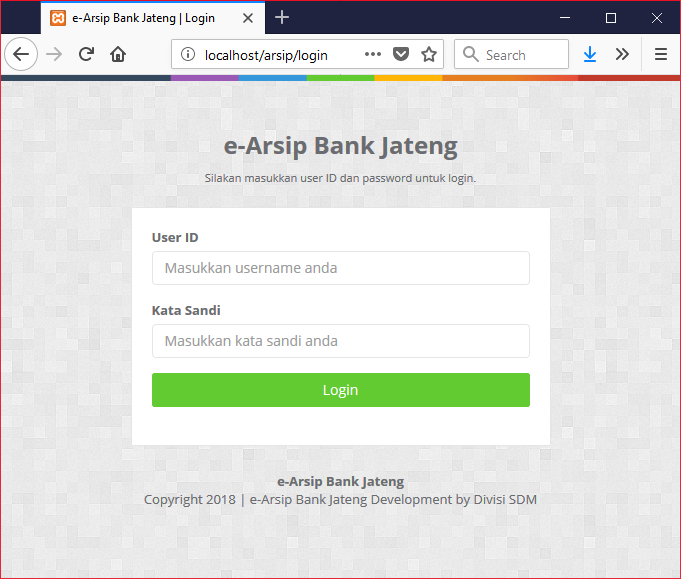 e-Arsip Bank Jateng | Login
localhost/arsip/login
Search
e-Arsip Bank Jateng
Silakan masukkan user ID dan password untuk login.
User ID
Masukkan username anda
Kata Sandi
Masukkan kata sandi anda
Login
e-Arsip Bank Jateng
Copyright 2018 | e-Arsip Bank Jateng Development by Divisi SDM